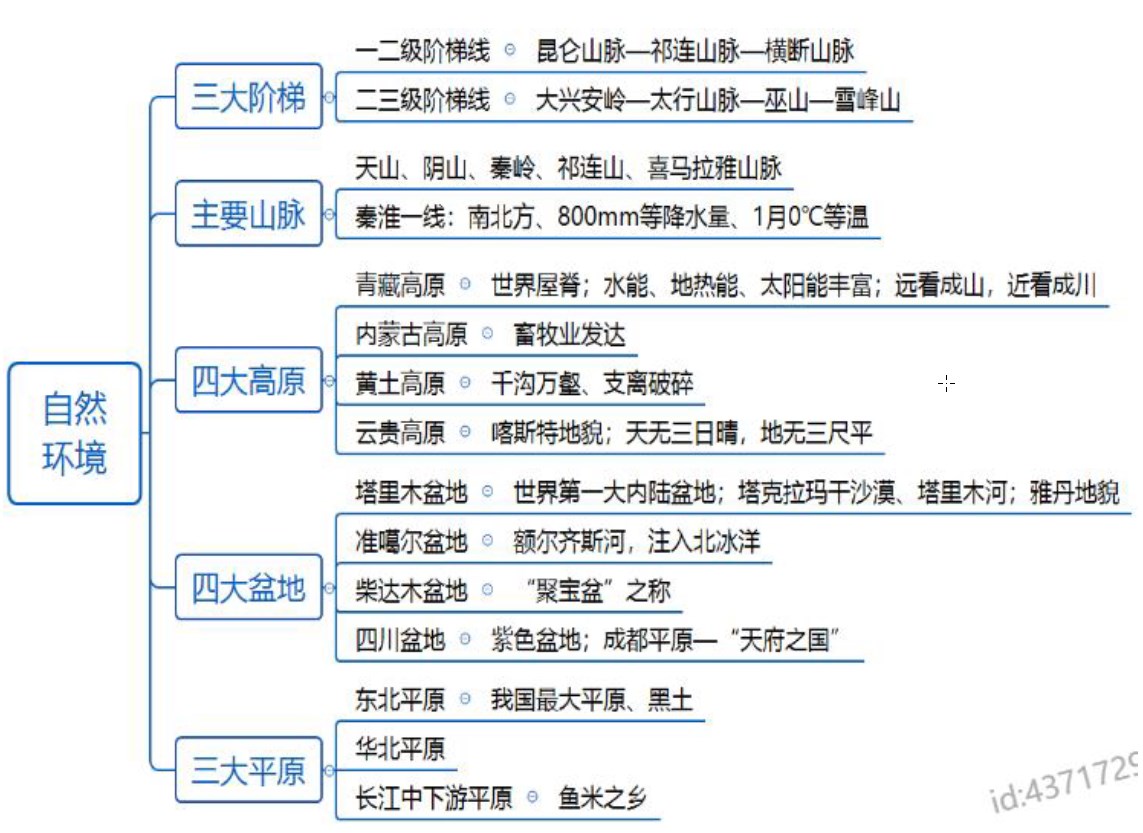 三大阶梯
一二级阶梯线 昆仑山脉—祁连山脉—横断山脉
二三级阶梯线 大兴安岭—太行山脉—巫山—雪峰山
主要山脉
天山、阴山、秦岭、祁连山、喜马拉雅山脉
秦淮一线：南北方、800mm等降水量、1月0℃等温
自然
环境
四大高原
青藏高原 世界屋脊；水能、地热能、太阳能丰富；远看成山，近看成川
内蒙古高原 畜牧业发达
黄土高原 千沟万壑、支离破碎
云贵高原 喀斯特地貌；天无三日晴，地无三尺平
四大盆地
塔里木盆地 世界第一大内陆盆地；塔克拉玛干沙漠、塔里木河；雅丹地貌
准噶尔盆地 额尔齐斯河，注入北冰洋
柴达木盆地 “聚宝盆”之称
四川盆地 紫色盆地；成都平原—“天府之国”
三大平原
东北平原 我国最大平原、黑土
华北平原
长江中下游平原 鱼米之乡
id:4371729